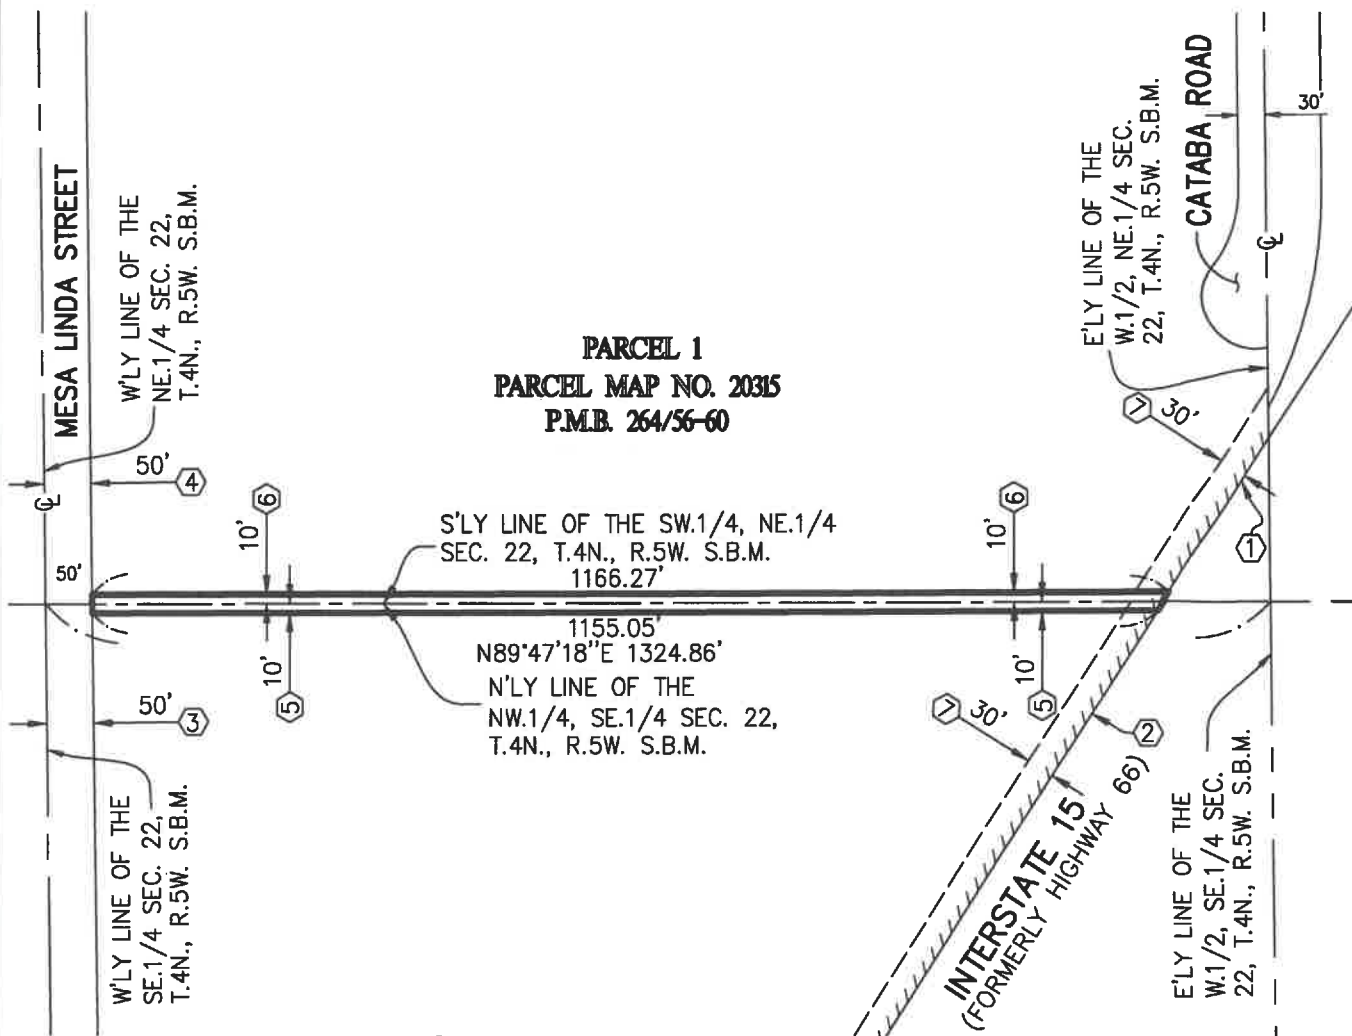 MESA LINDA STREET
W'LY LINE OF THE
NE.1/4 SEC. 22,
T.4N., R.5W. S.B.M.
PARCEL 1
PARCEL MAP NO. 20315
P.M.B. 264/56-60
E'LY LINE OF THE
W.1/2, NE.1/4 SEC.
22, T.4N., R.5W. S.B.M.
CATABA ROAD
30'
℄
7 30'
50' 4
℄
6
10'
S'LY LINE OF THE SW.1/4, NE.1/4
SEC. 22, T.4N., R.5W. S.B.M.
6
10'
1
50'
1166.27'
1155.05'
N89°47'18"E 1324.86'
10'
5
10'
5
N'LY LINE OF THE
NW.1/4, SE.1/4 SEC. 22,
T.4N., R.5W. S.B.M.
50' 3
7 30'
2
W'LY LINE OF THE
SE.1/4 SEC. 22,
T.4N., R.5W. S.B.M.
INTERSTATE 15
(FORMERLY HIGHWAY 66)
E'LY LINE OF THE
W.1/2, SE.1/4 SEC.
22, T.4N., R.5W. S.B.M.